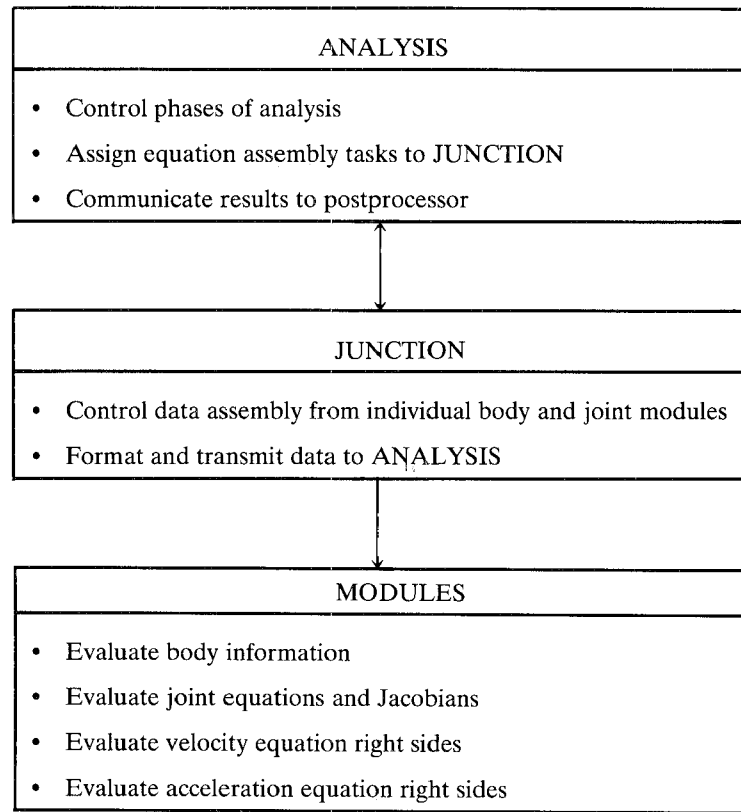 ANALYSIS
• Control phases of analysis
• Assign equation assembly tasks to JUNCTION
• Communicate results to postprocessor
JUNCTION
• Control data assembly from individual body and joint modules
• Format and transmit data to ANALYSIS
MODULES
• Evaluate body information
• Evaluate joint equations and Jacobians
• Evaluate velocity equation right sides
• Evaluate acceleration equation right sides